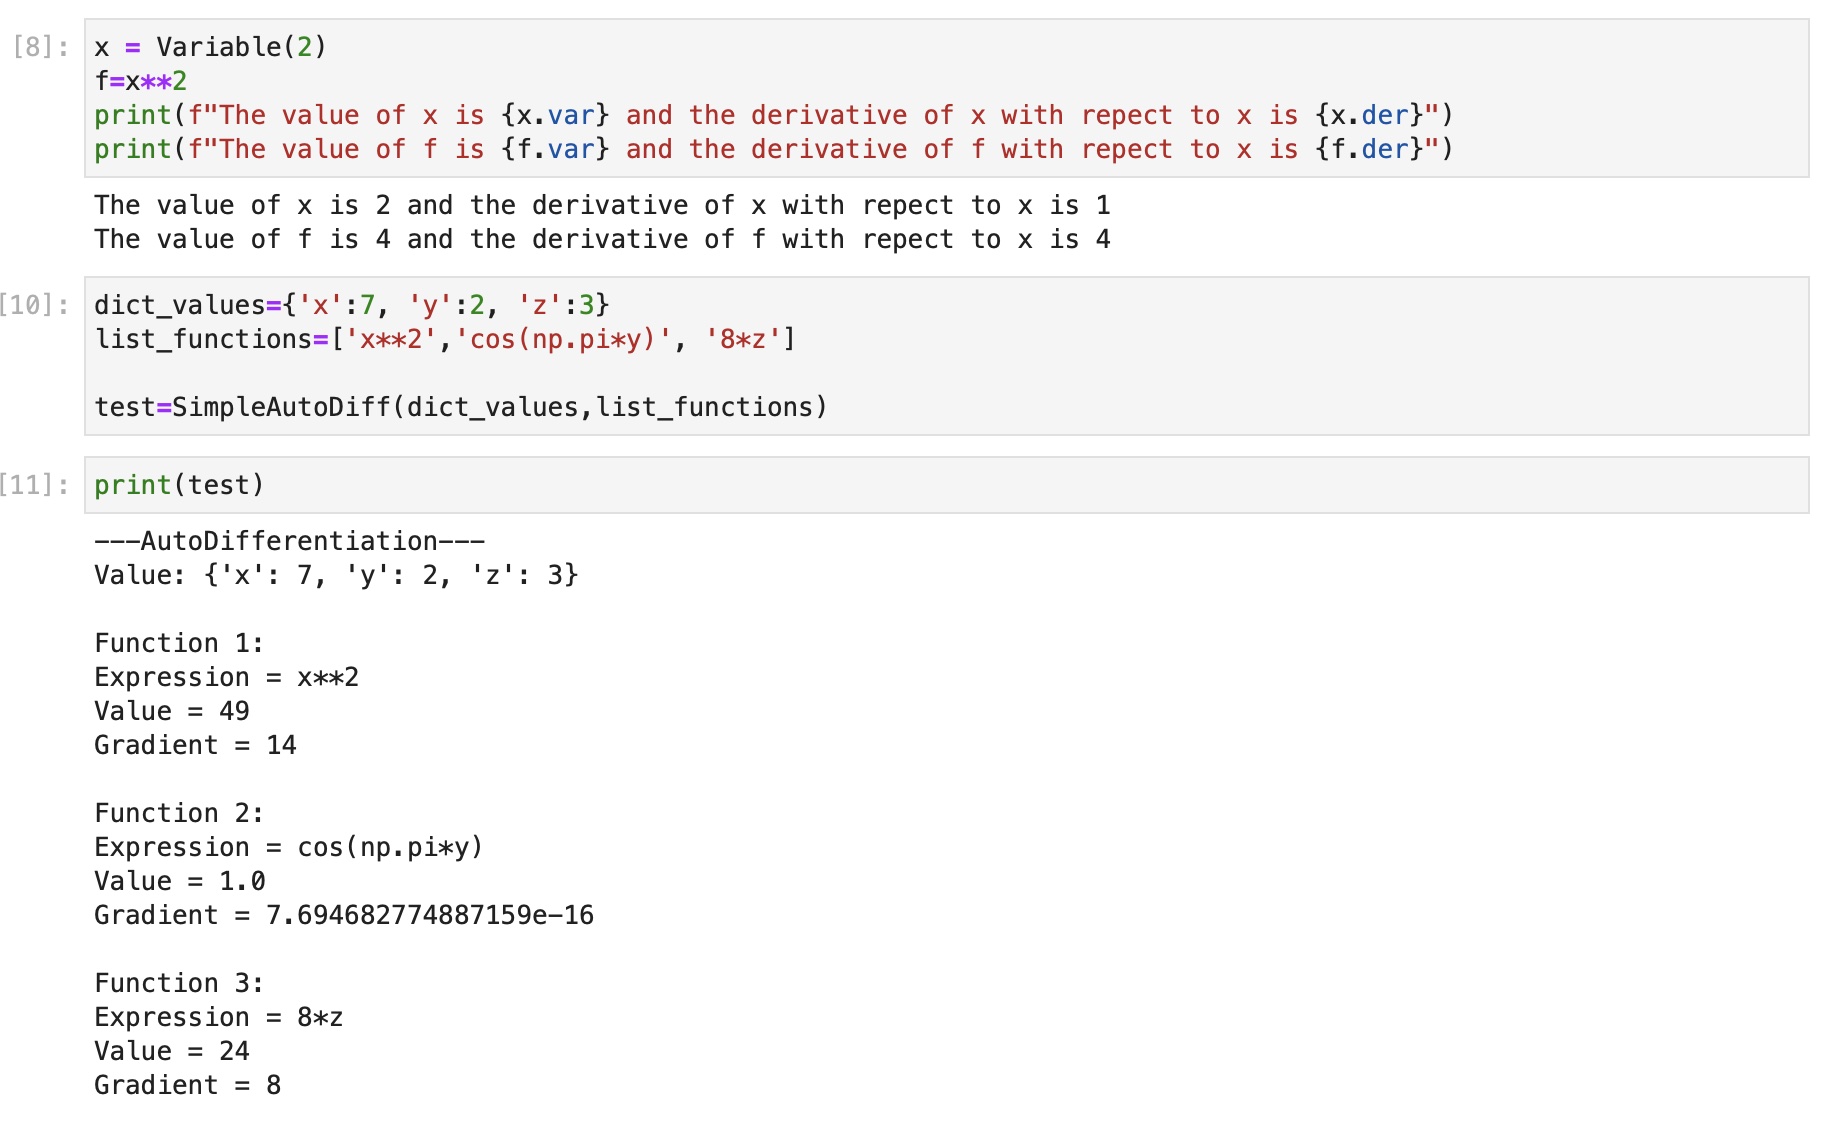 [8]: x = Variable(2)
f=x**2
print(f"The value of x is {x.var} and the derivative of x with repect to x is {x.der}")
print(f"The value of f is {f.var} and the derivative of f with repect to x is {f.der}")
The value of x is 2 and the derivative of x with repect to x is 1
The value of f is 4 and the derivative of f with repect to x is 4
[10]: dict_values={'x':7, 'y':2, 'z':3}
list_functions=['x**2','cos(np.pi*y)', '8*z']
test=SimpleAutoDiff(dict_values,list_functions)
[11]: print(test)
---AutoDifferentiation---
Value: {'x': 7, 'y': 2, 'z': 3}
Function 1:
Expression = x**2
Value = 49
Gradient = 14
Function 2:
Expression = cos(np.pi*y)
Value = 1.0
Gradient = 7.694682774887159e-16
Function 3:
Expression = 8*z
Value = 24
Gradient = 8